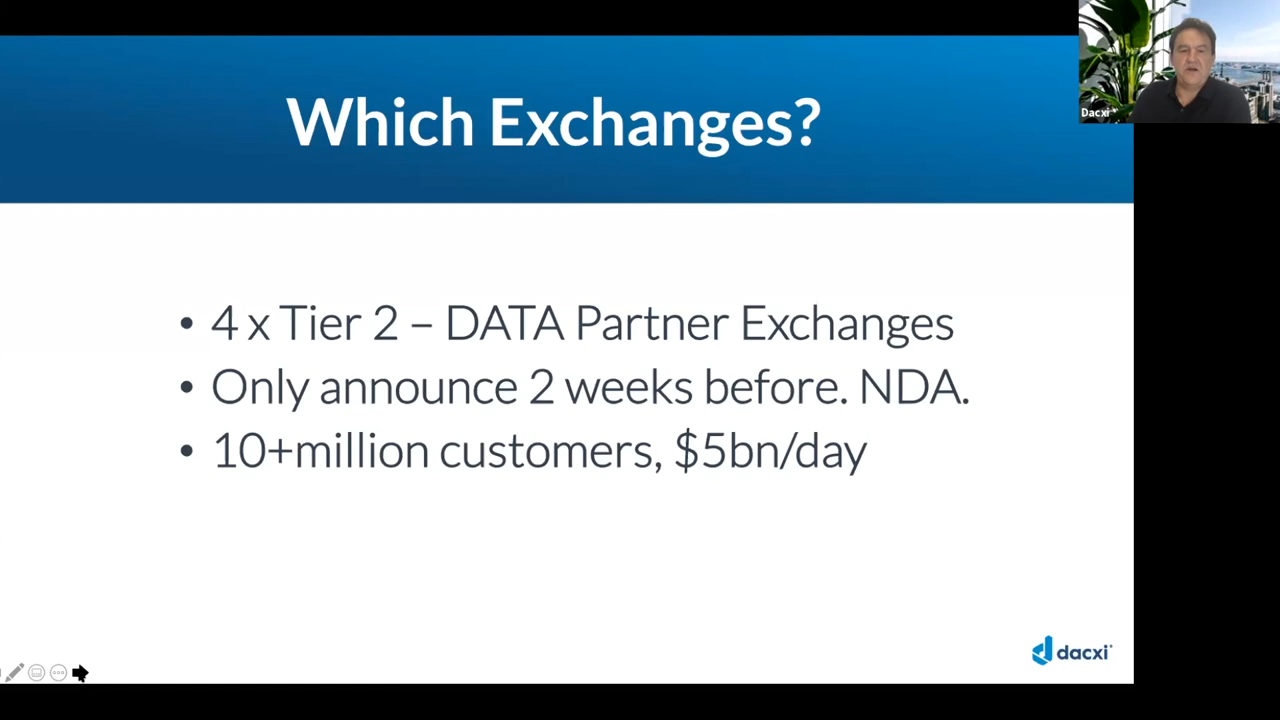 Which Exchanges?
Dacxi
• 4 x Tier 2 – DATA Partner Exchanges
• Only announce 2 weeks before. NDA.
• 10+million customers, $5bn/day
dacxi